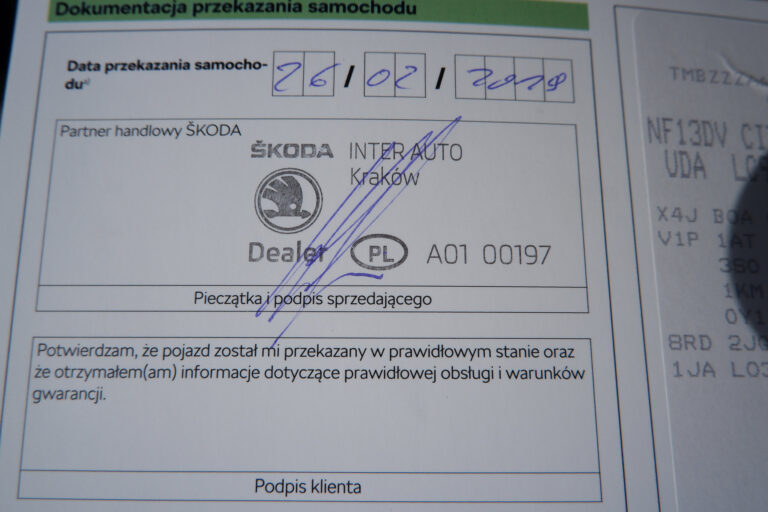 Dokumentacja przekazania samochodu
Data przekazania samocho-
du²⁾
26/02/2018
Partner handlowy ŠKODA
ŠKODA INTER AUTO
Kraków
Dealer PL A01 00197
Pieczątka i podpis sprzedającego
Potwierdzam, że pojazd został mi przekazany w prawidłowym stanie oraz
że otrzymałem(am) informacje dotyczące prawidłowej obsługi i warunków
gwarancji.
Podpis klienta
NF13DV
UDA
X4J
V1P 1AT
8RD
1JA